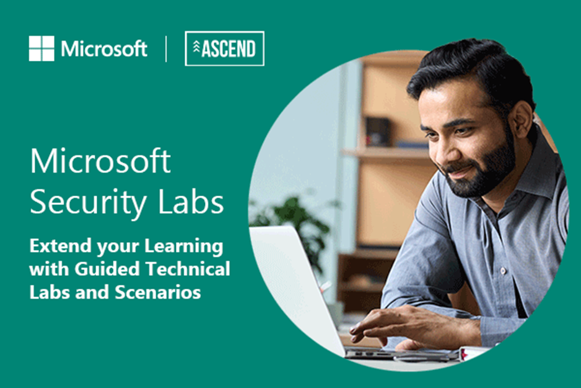 Microsoft | ASCEND
Microsoft
Security Labs
Extend your Learning
with Guided Technical
Labs and Scenarios